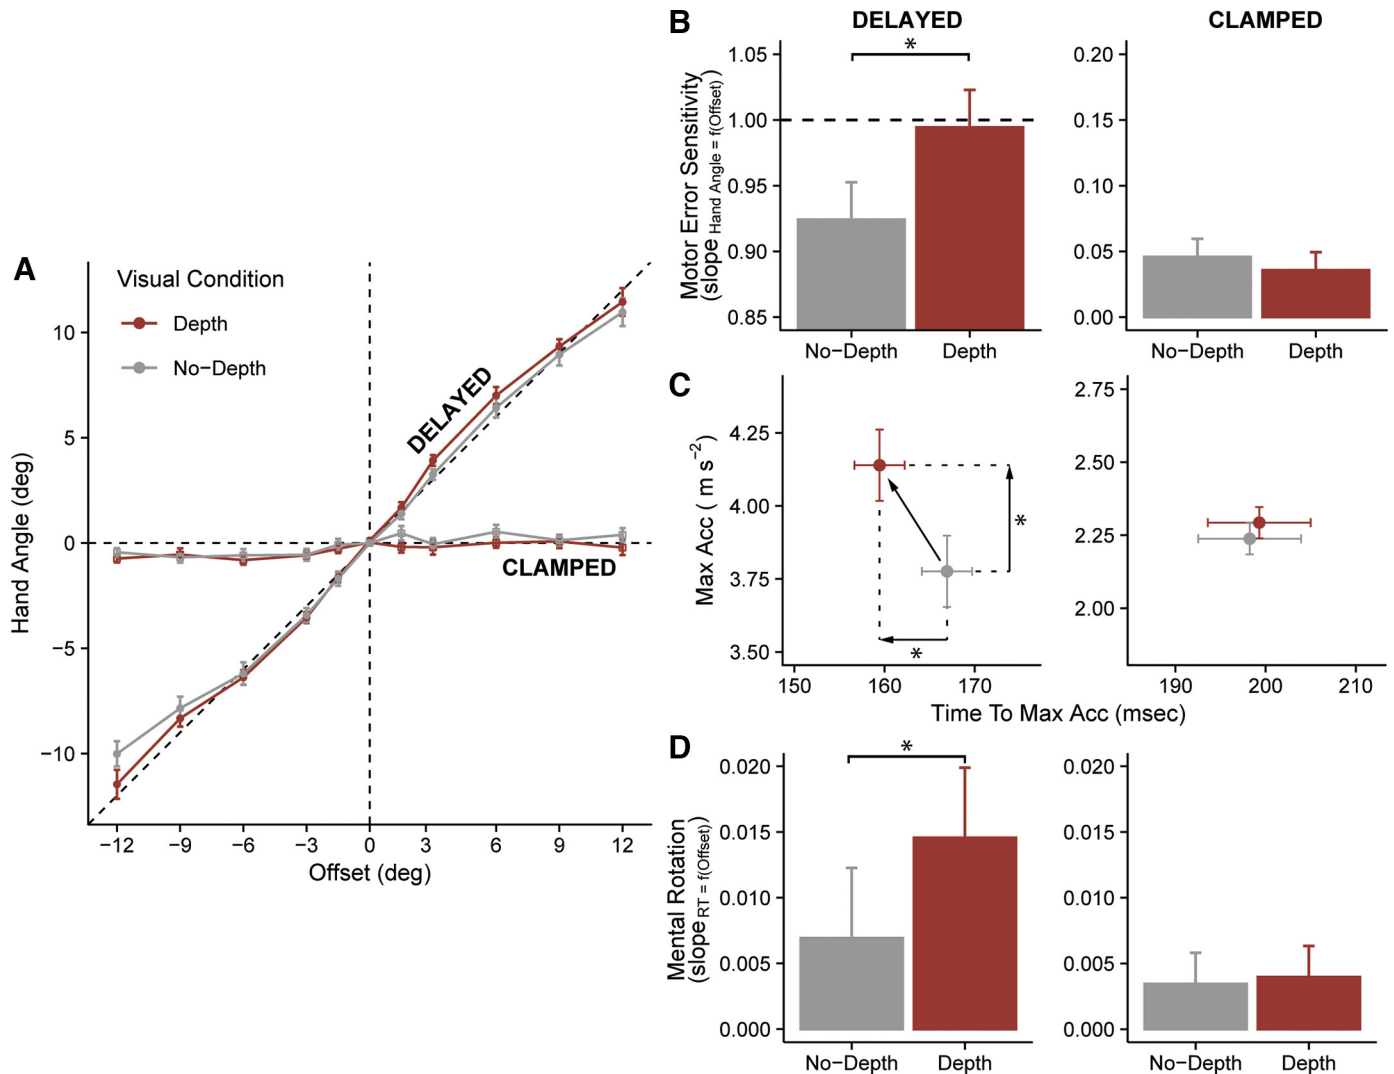 A
Visual Condition
Depth
No-Depth
DELAYED
CLAMPED
Hand Angle (deg)
10
5
0
−5
−10
−12 −9 −6 −3 0 3 6 9 12
Offset (deg)
B
DELAYED
CLAMPED
Motor Error Sensitivity
(slope Hand Angle = f(Offset))
1.05
1.00
0.95
0.90
0.85
*
No−Depth Depth
0.20
0.15
0.10
0.05
0.00
No−Depth Depth
C
Max Acc ( m s−2)
4.25
4.00
3.75
3.50
*
*
150 160 170
2.75
2.50
2.25
2.00
190 200 210
Time To Max Acc (msec)
D
Mental Rotation
(slope RT = f(Offset))
0.020
0.015
0.010
0.005
0.000
*
No−Depth Depth
0.020
0.015
0.010
0.005
0.000
No−Depth Depth